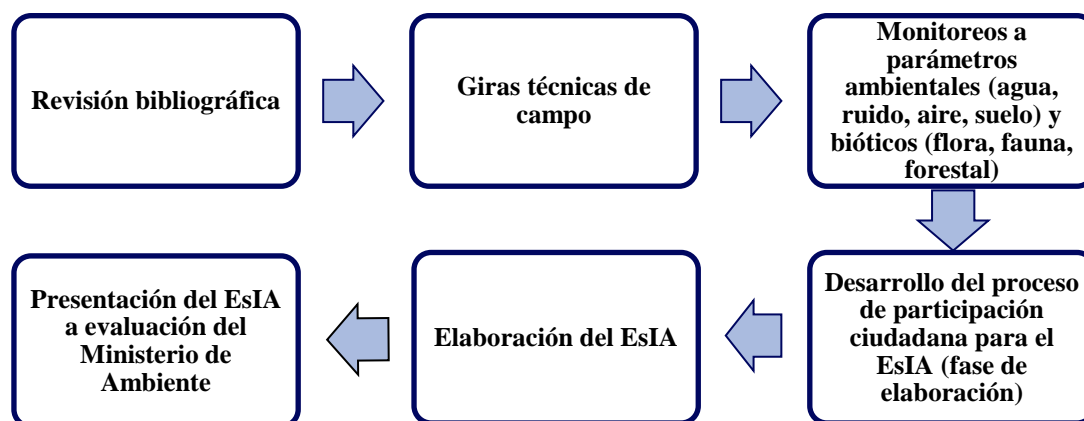 Revisión bibliográfica
Giras técnicas de
campo
Monitoreos a
parámetros
ambientales (agua,
ruido, aire, suelo) y
bióticos (flora, fauna,
forestal)
Desarrollo del proceso
de participación
ciudadana para el
EsIA (fase de
elaboración)
Elaboración del EsIA
Presentación del EsIA
a evaluación del
Ministerio de
Ambiente